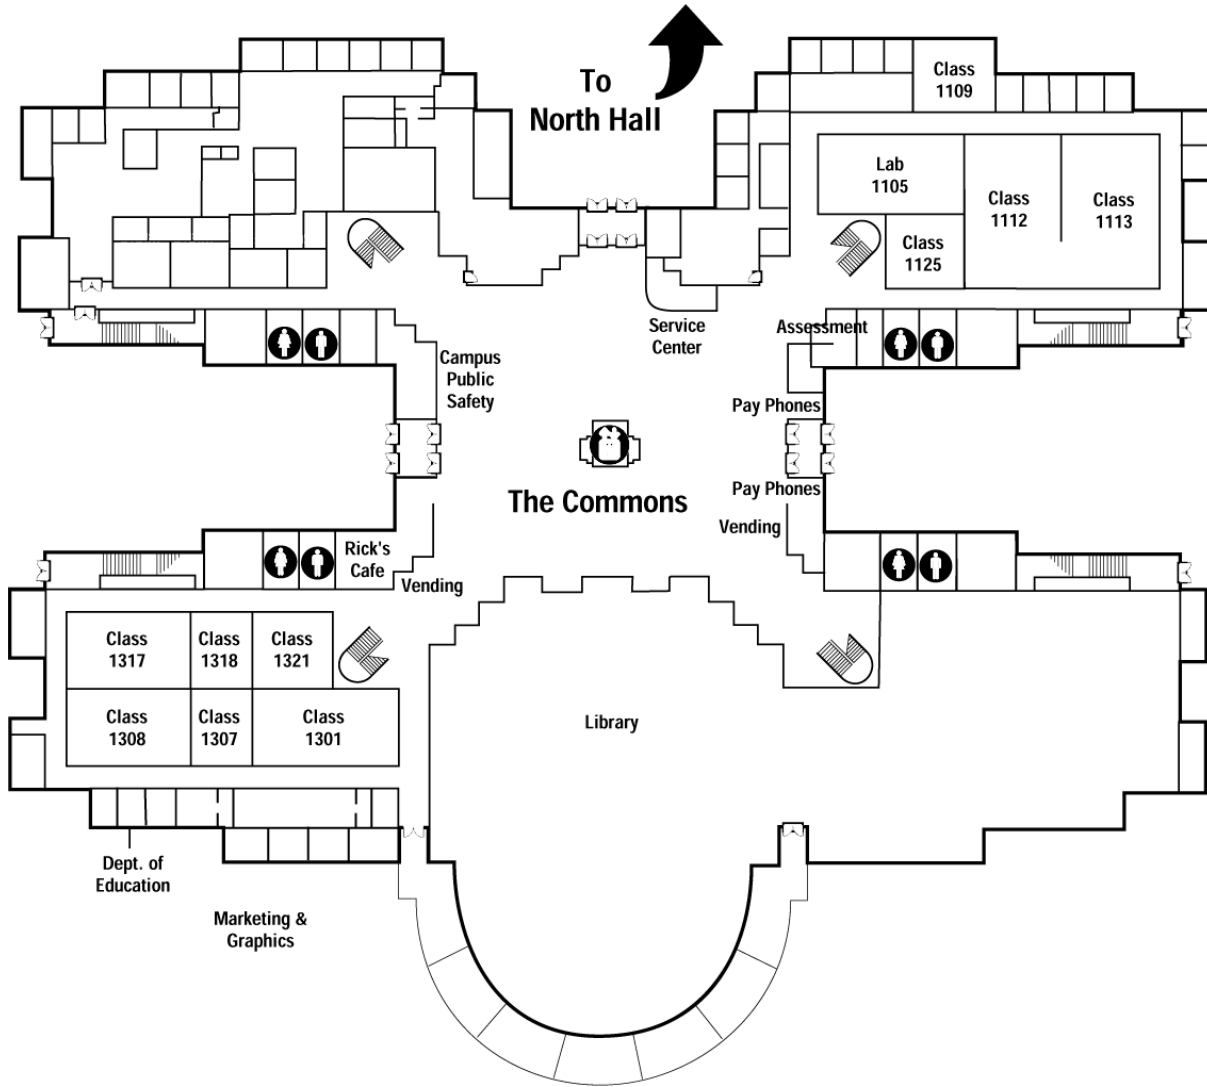 To
North Hall
Class
1109
Lab
1105
Class
1112
Class
1113
Class
1125
Service
Center
Assessment
Campus
Public
Safety
Pay Phones
The Commons
Pay Phones
Vending
Rick's
Cafe
Vending
Class
1317
Class
1318
Class
1321
Class
1308
Class
1307
Class
1301
Library
Dept. of
Education
Marketing &
Graphics